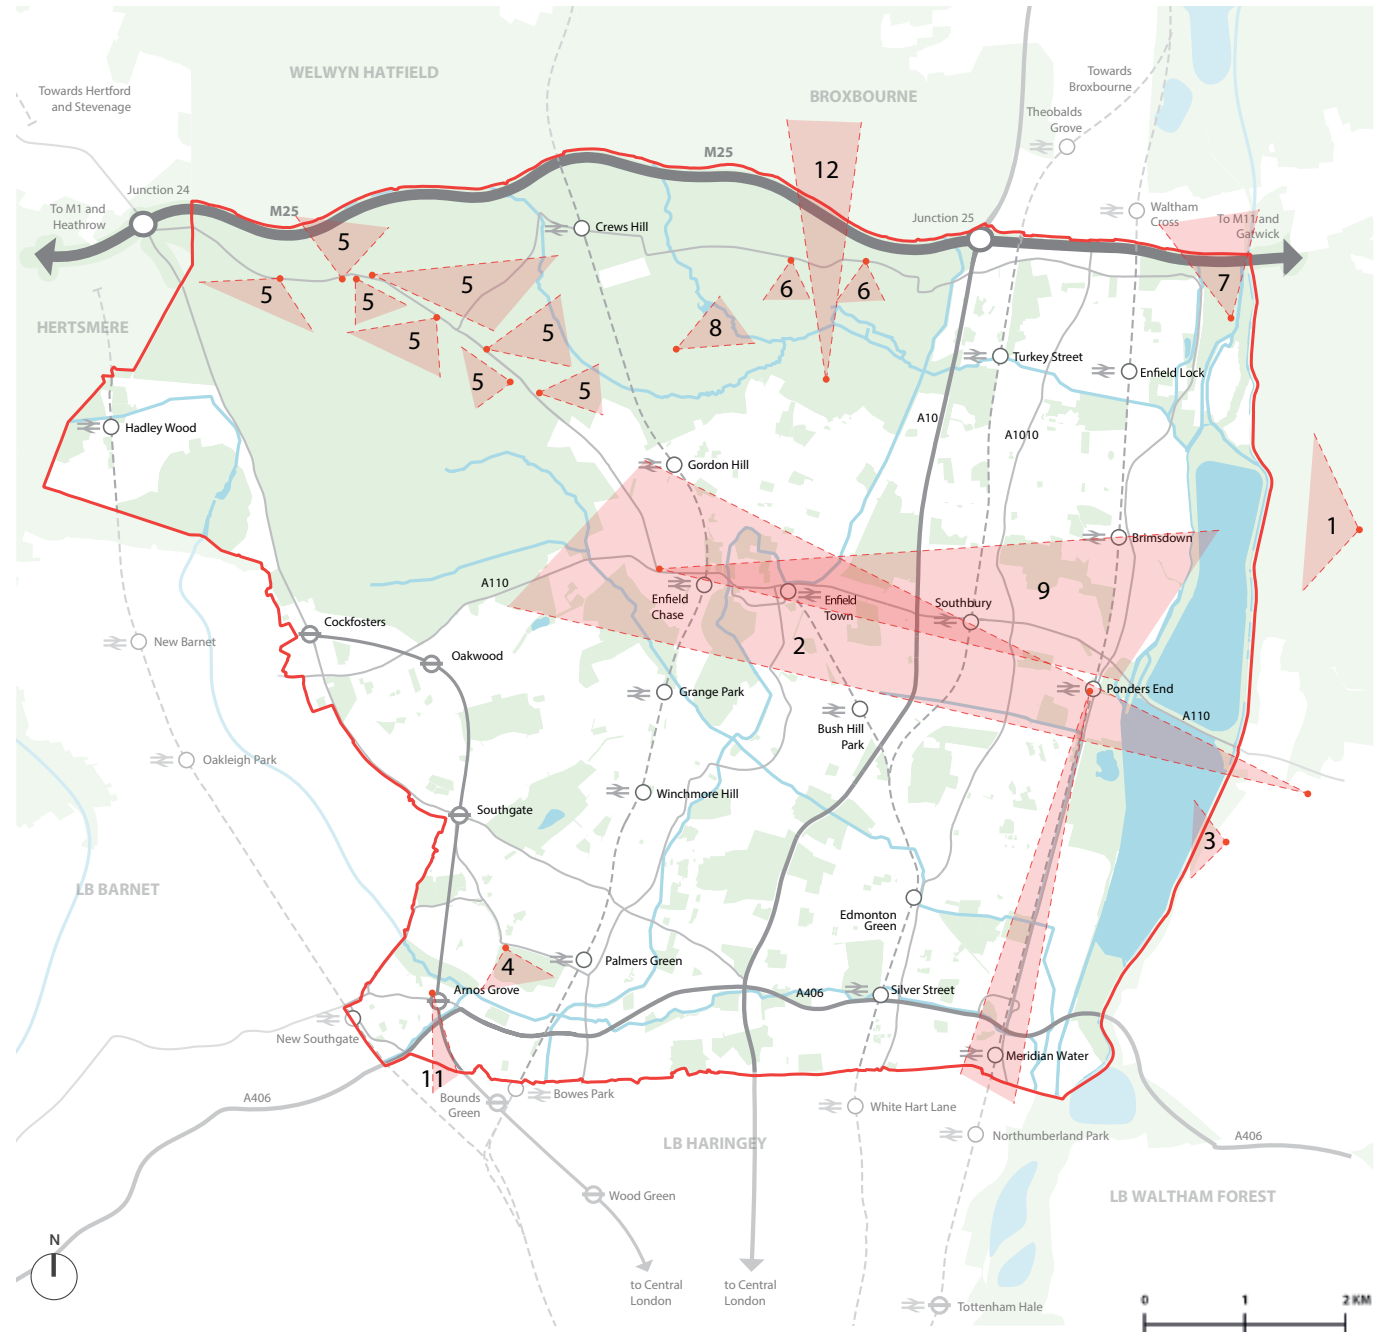 WELWYN HATFIELD
Towards
Broxbourne
Towards Hertford
and Stevenage
BROXBOURNE
Theobalds
Grove
M25
12
Junction 24
To M1 and
Heathrow
M25
Waltham
Cross
Junction 25
To M11 and
Gatwick
Crews Hill
5
5
5
5
6
6
7
HERTSMERE
5
5
8
Turkey Street
Enfield Lock
5
5
A10
Hadley Wood
A1010
Gordon Hill
1
Brimsdown
A110
Enfield
Chase
Enfield
Town
Southbury
9
Cockfosters
New Barnet
2
Oakwood
Grange Park
Ponders End
A110
Bush Hill
Park
Oakleigh Park
Winchmore Hill
Southgate
3
LB BARNET
Edmonton
Green
4
Palmers Green
Arnos Grove
A406
Silver Street
New Southgate
Meridian Water
11
A406
Bounds
Green
Bowes Park
White Hart Lane
LB HARINGEY
Northumberland Park
A406
Wood Green
LB WALTHAM FOREST
N
to Central
London
to Central
London
Tottenham Hale
0 1 2 KM